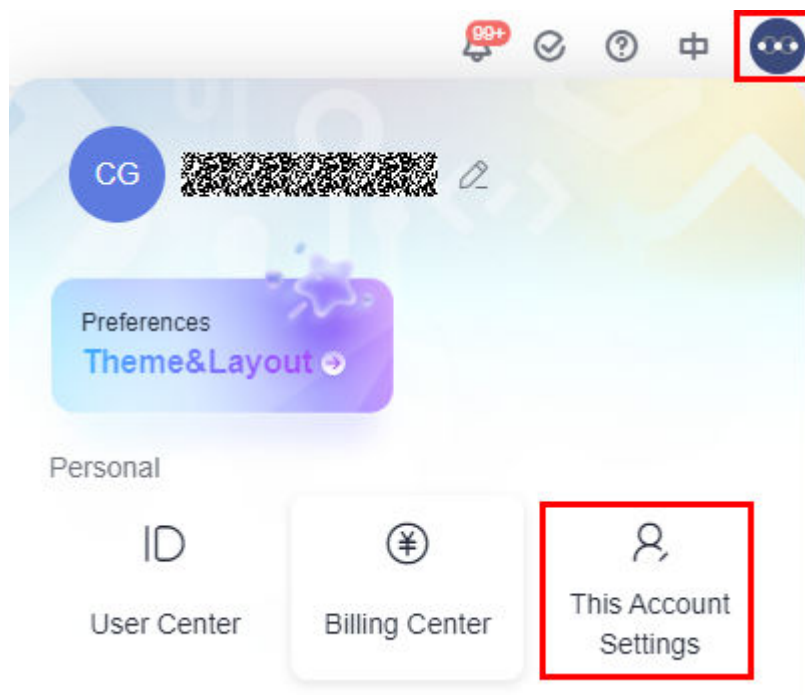 99+
中
CG
Preferences
Theme&Layout
Personal
ID
User Center
¥
Billing Center
This Account
Settings